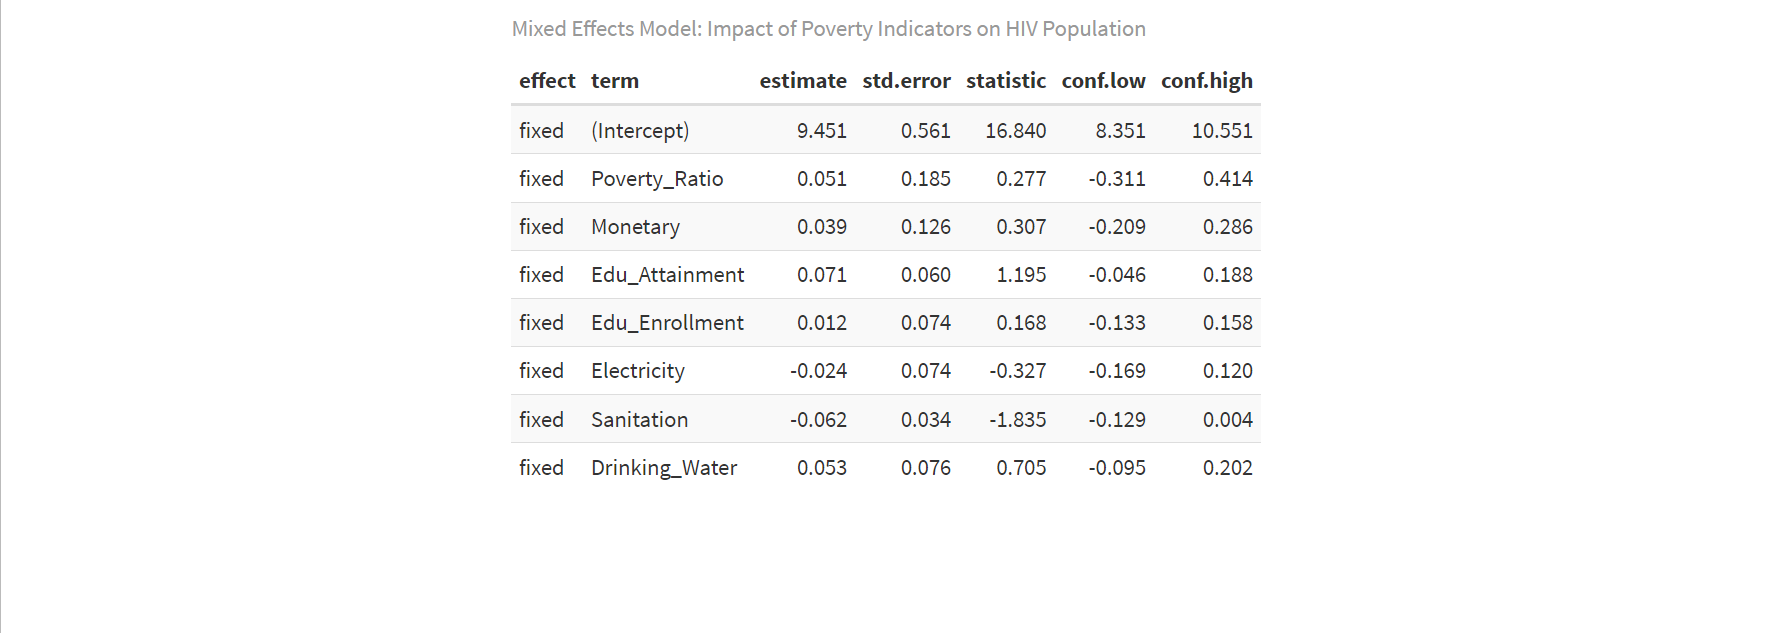 Mixed Effects Model: Impact of Poverty Indicators on HIV Population
effect term estimate std.error statistic conf.low conf.high
fixed (Intercept) 9.451 0.561 16.840 8.351 10.551
fixed Poverty_Ratio 0.051 0.185 0.277 -0.311 0.414
fixed Monetary 0.039 0.126 0.307 -0.209 0.286
fixed Edu_Attainment 0.071 0.060 1.195 -0.046 0.188
fixed Edu_Enrollment 0.012 0.074 0.168 -0.133 0.158
fixed Electricity -0.024 0.074 -0.327 -0.169 0.120
fixed Sanitation -0.062 0.034 -1.835 -0.129 0.004
fixed Drinking_Water 0.053 0.076 0.705 -0.095 0.202